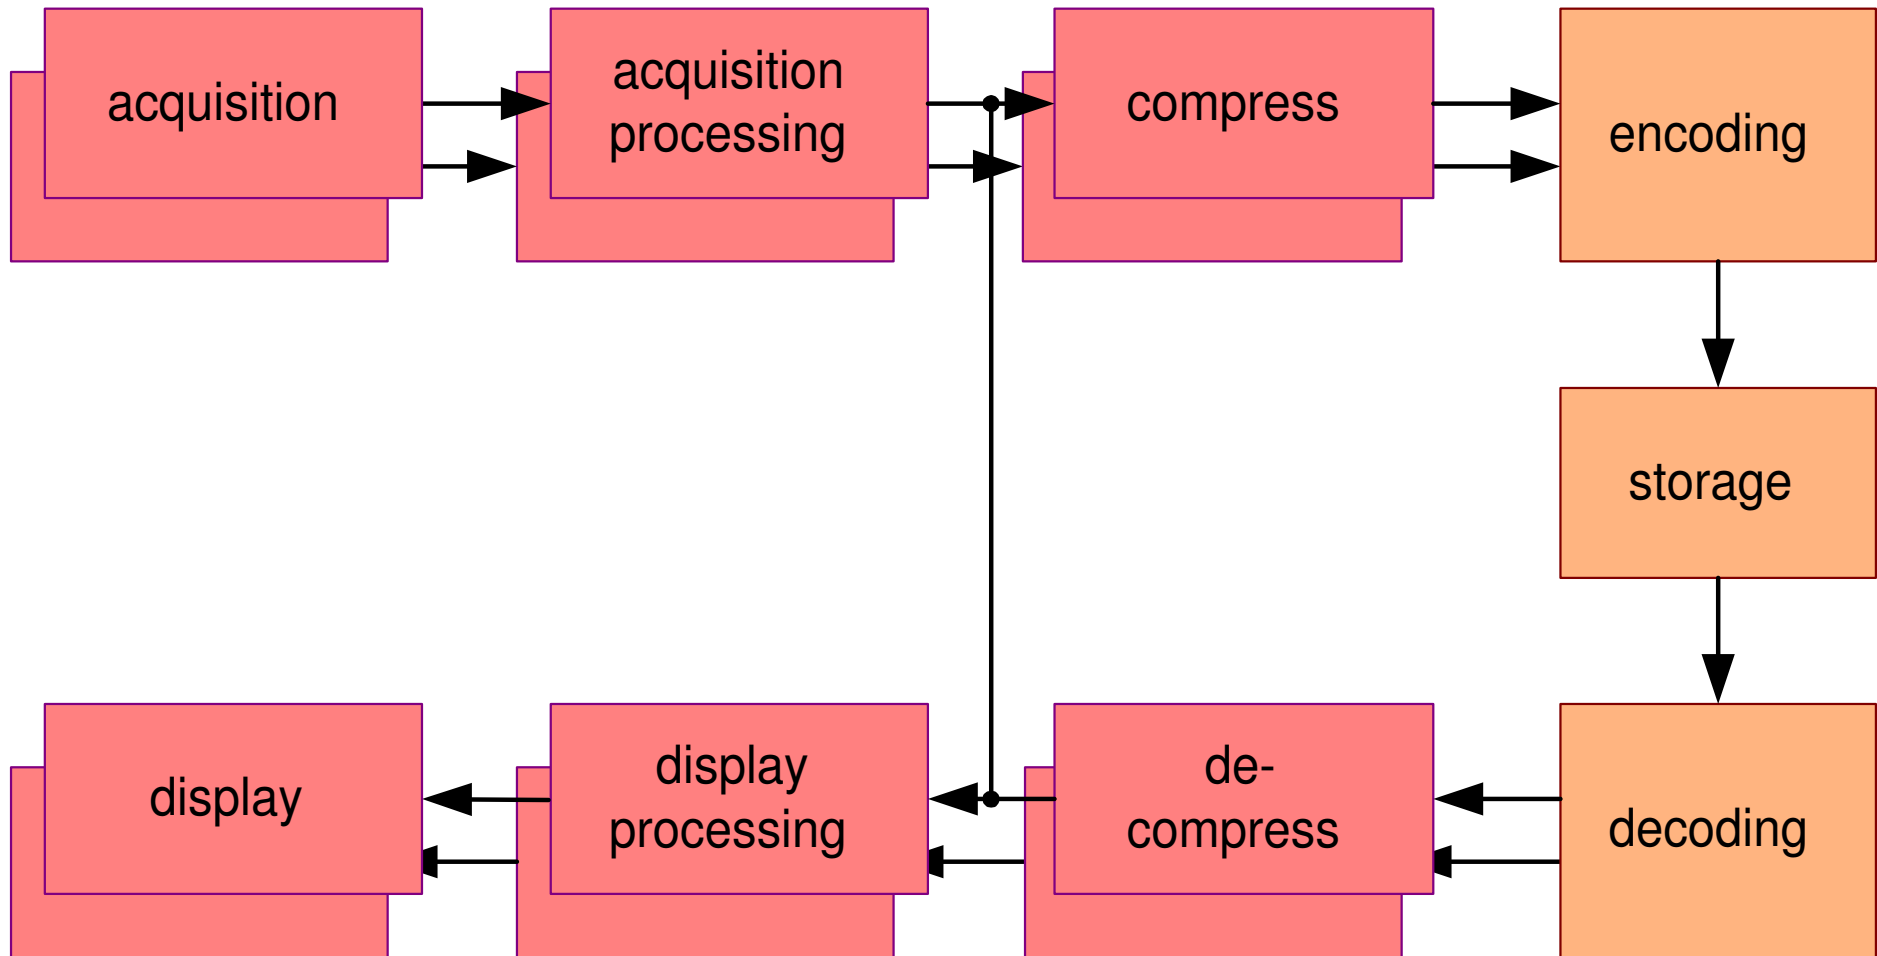 acquisition
acquisition
processing
compress
encoding
storage
display
display
processing
de-
compress
decoding